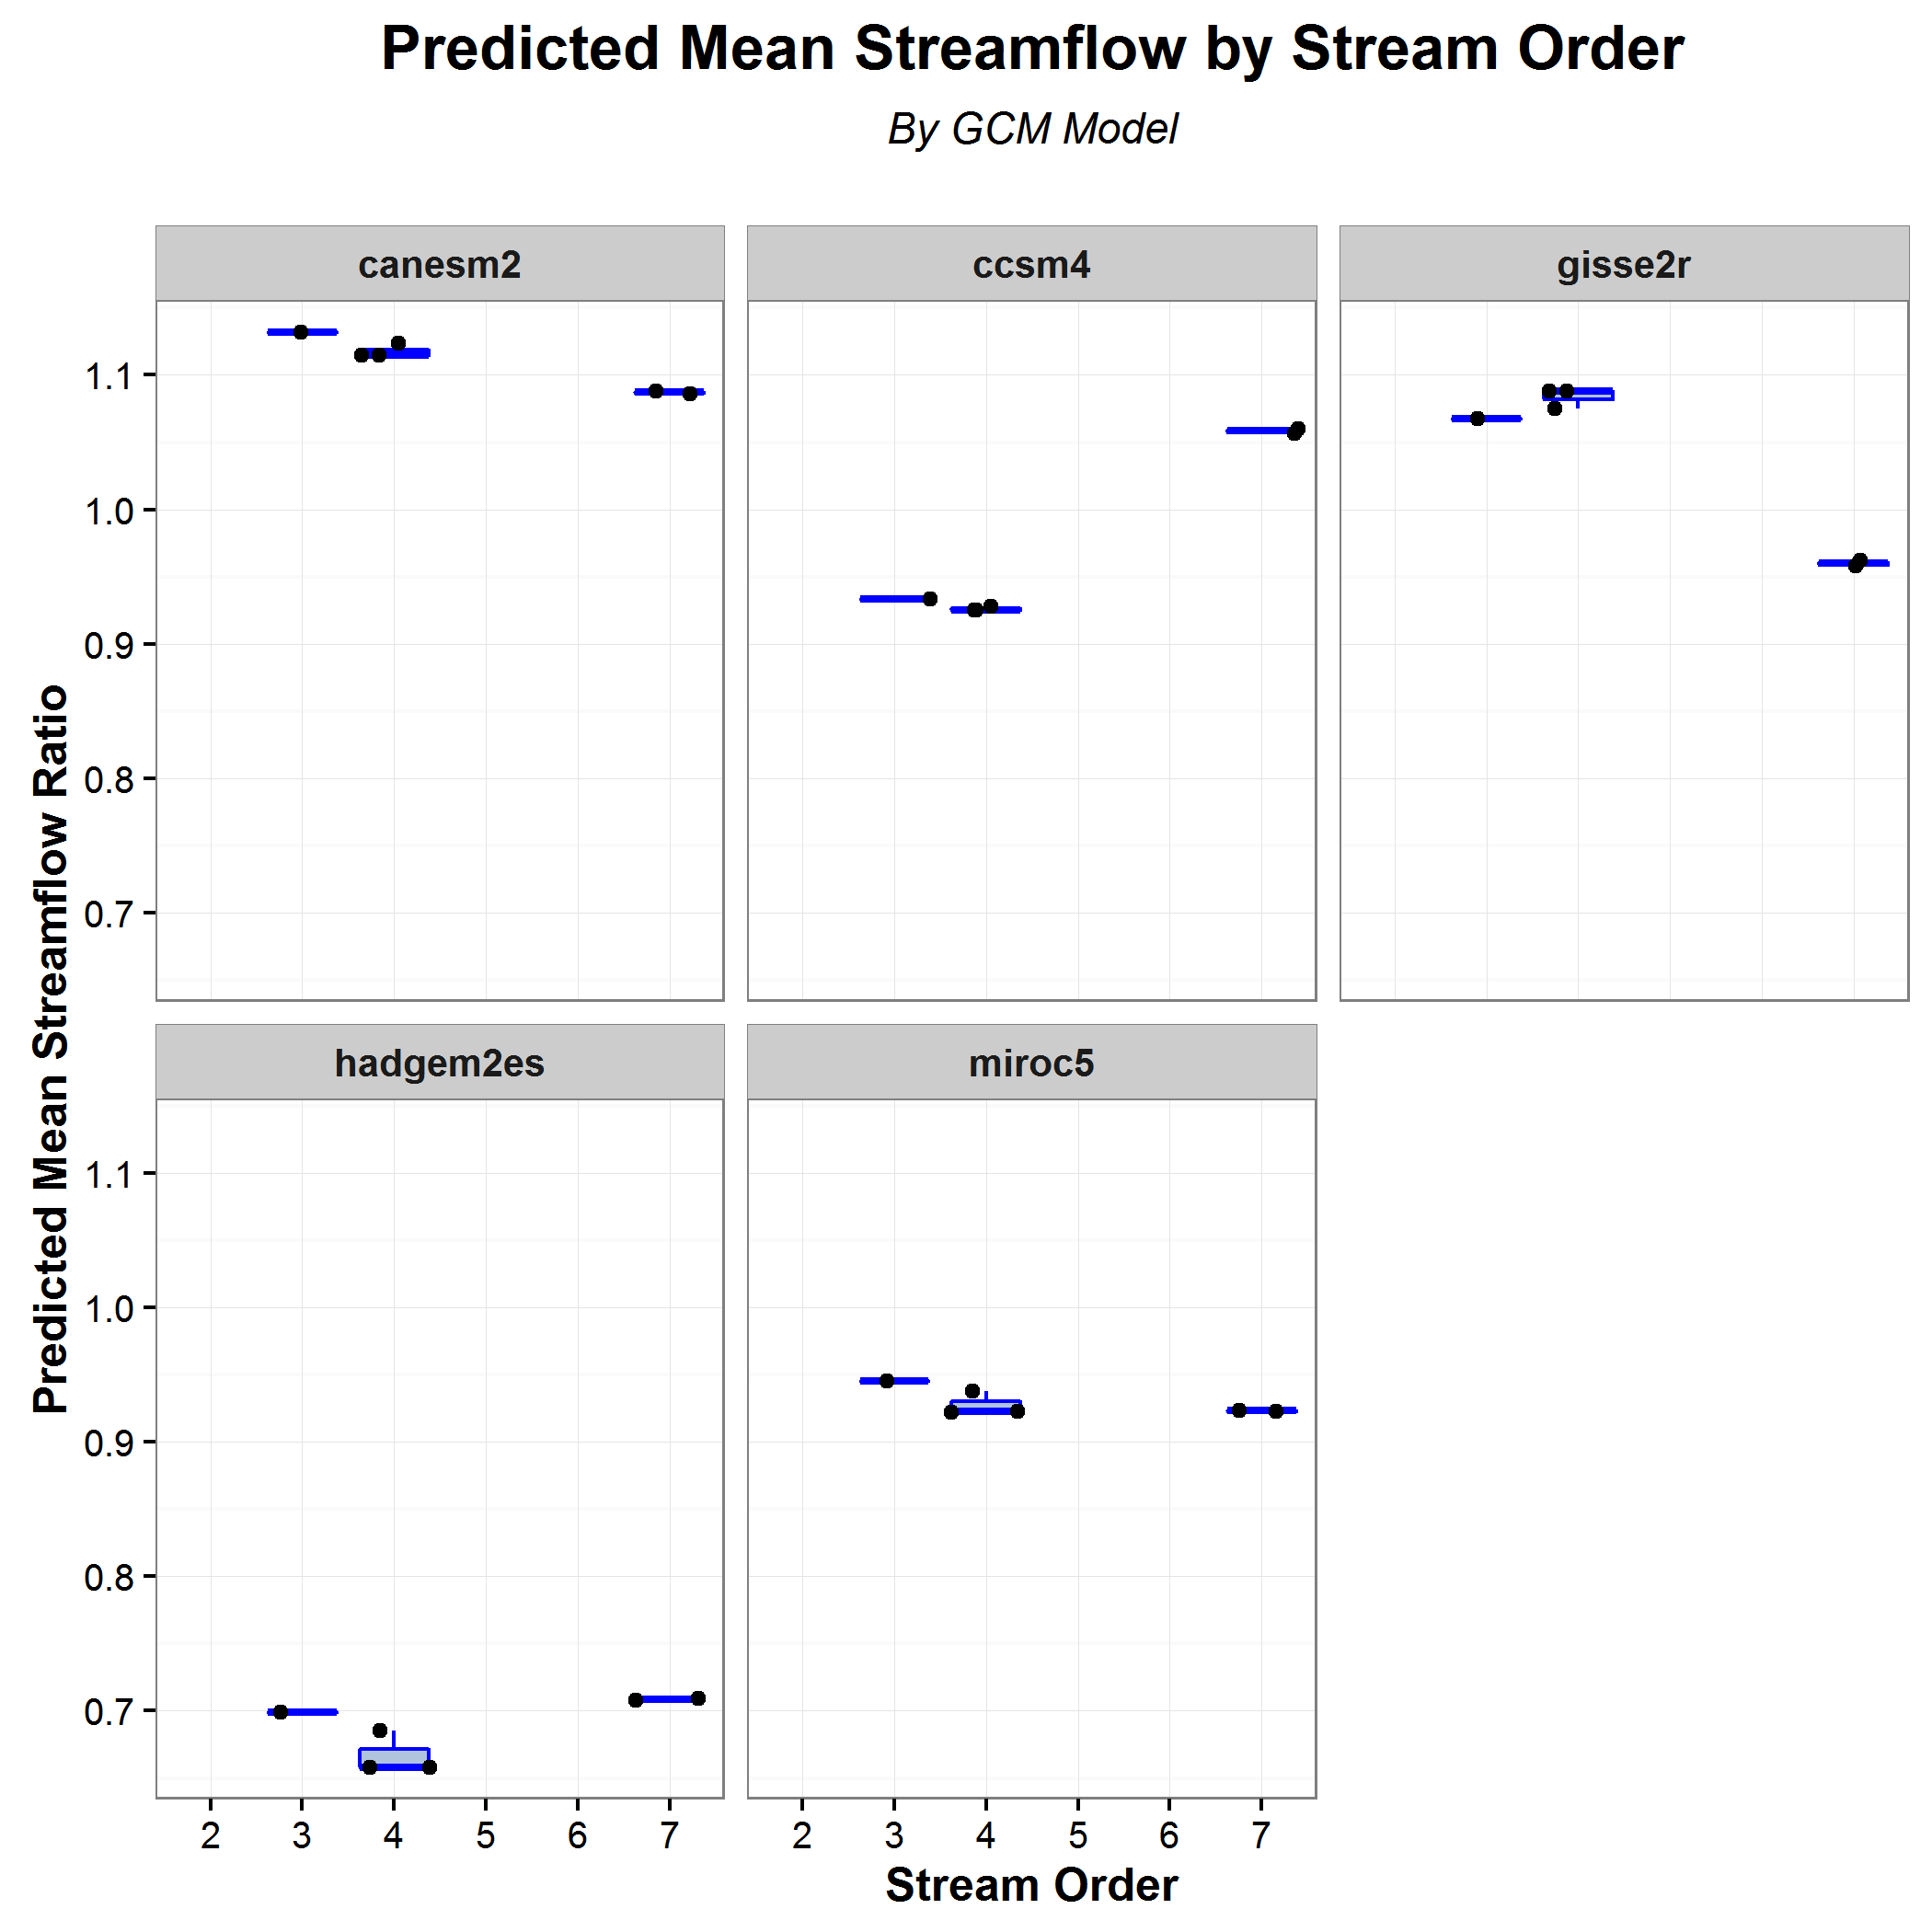 Predicted Mean Streamflow by Stream Order
By GCM Model
canesm2
ccsm4
gisse2r
1.1
1.0
0.9
0.8
0.7
hadgem2es
miroc5
1.1
1.0
0.9
0.8
0.7
2 3 4 5 6 7
2 3 4 5 6 7
Stream Order
Predicted Mean Streamflow Ratio